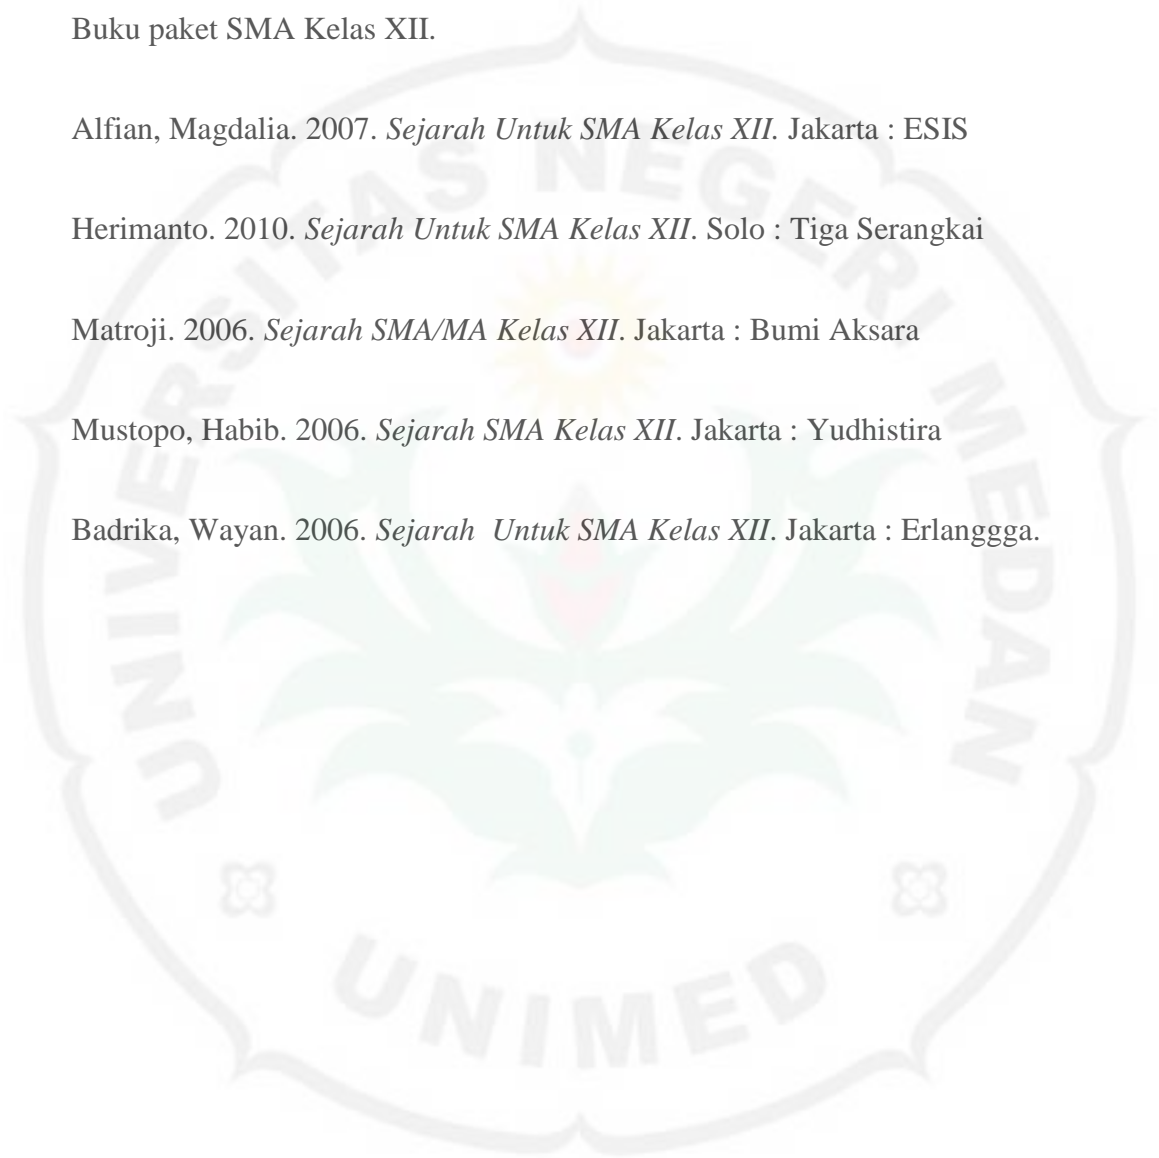 Buku paket SMA Kelas XII.
Alfian, Magdalia. 2007. Sejarah Untuk SMA Kelas XII. Jakarta : ESIS
Herimanto. 2010. Sejarah Untuk SMA Kelas XII. Solo : Tiga Serangkai
Matroji. 2006. Sejarah SMA/MA Kelas XII. Jakarta : Bumi Aksara
Mustopo, Habib. 2006. Sejarah SMA Kelas XII. Jakarta : Yudhistira
Badrika, Wayan. 2006. Sejarah  Untuk SMA Kelas XII. Jakarta : Erlanggga.
UNIVERSITAS NEGERI MEDAN
UNIMED